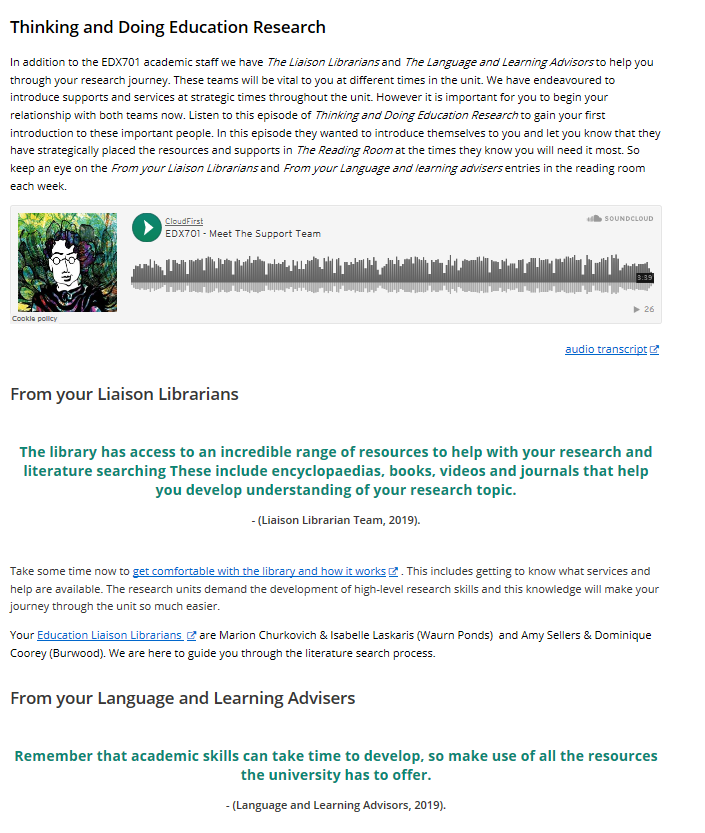 Thinking and Doing Education Research
In addition to the EDX701 academic staff we have The Liaison Librarians and The Language and Learning Advisors to help you
through your research journey. These teams will be vital to you at different times in the unit. We have endeavoured to
introduce supports and services at strategic times throughout the unit. However it is important for you to begin your
relationship with both teams now. Listen to this episode of Thinking and Doing Education Research to gain your first
introduction to these important people. In this episode they wanted to introduce themselves to you and let you know that they
have strategically placed the resources and supports in The Reading Room at the times they know you will need it most. So
keep an eye on the From your Liaison Librarians and From your Language and learning advisers entries in the reading room
each week.
CloudFirst
SOUNDCLOUD
EDX701 - Meet The Support Team
3:39
Cookie policy
26
audio transcript
From your Liaison Librarians
The library has access to an incredible range of resources to help with your research and
literature searching These include encyclopaedias, books, videos and journals that help
you develop understanding of your research topic.
- (Liaison Librarian Team, 2019).
Take some time now to get comfortable with the library and how it works . This includes getting to know what services and
help are available. The research units demand the development of high-level research skills and this knowledge will make your
journey through the unit so much easier.
Your Education Liaison Librarians are Marion Churkovich & Isabelle Laskaris (Waurn Ponds) and Amy Sellers & Dominique
Coorey (Burwood). We are here to guide you through the literature search process.
From your Language and Learning Advisers
Remember that academic skills can take time to develop, so make use of all the resources
the university has to offer.
- (Language and Learning Advisors, 2019).